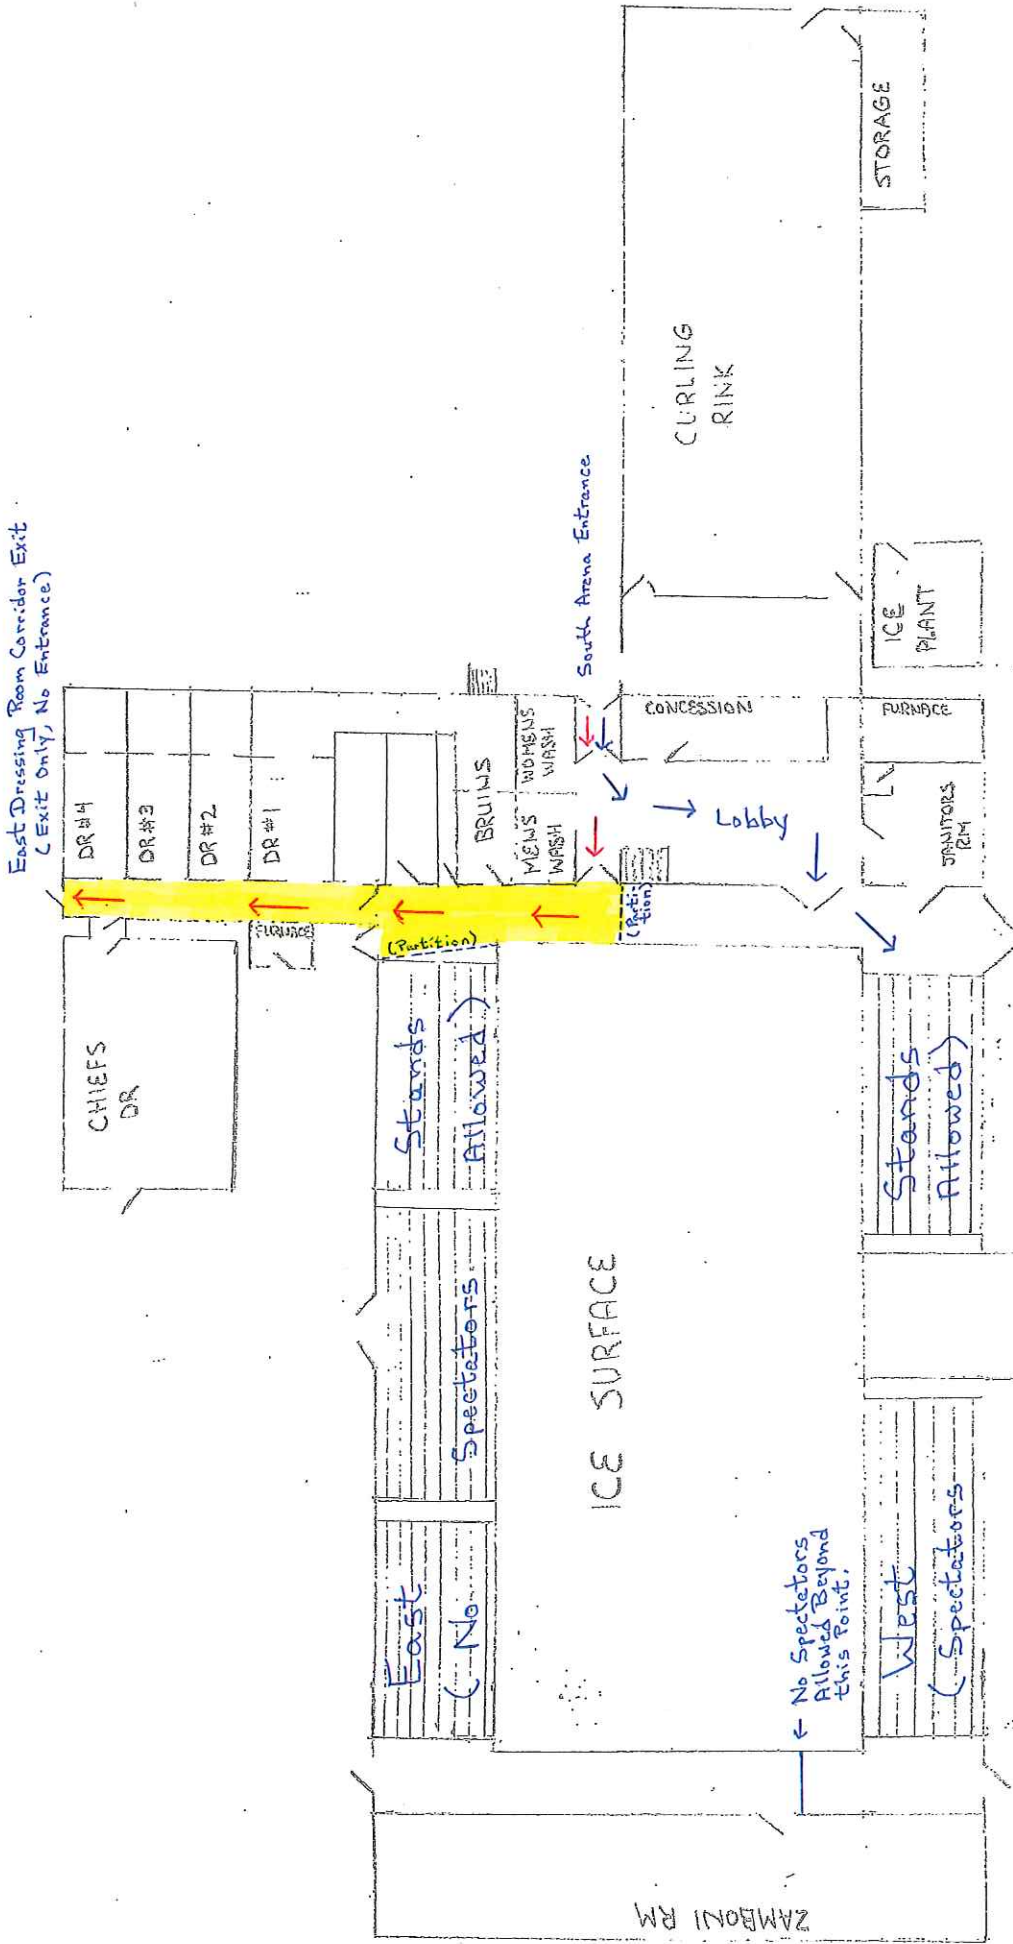 East Dressing Room Corridor Exit
(Exit Only, No Entrance)
DR #4
DR #3
DR #2
DR #1
CHIEFS
DR
FURNACE
(Partition)
BRUINS
MENS
WASH
WOMENS
WASH
South Arena Entrance
(Parti-
tion)
CONCESSION
Lobby
CURLING
RINK
STORAGE
ICE
PLANT
FURNACE
JANITORS
RM
East Stands
(No Spectators Allowed)
ICE SURFACE
← No Spectators
Allowed Beyond
this Point.
West Stands
(Spectators Allowed)
ZAMBONI RM